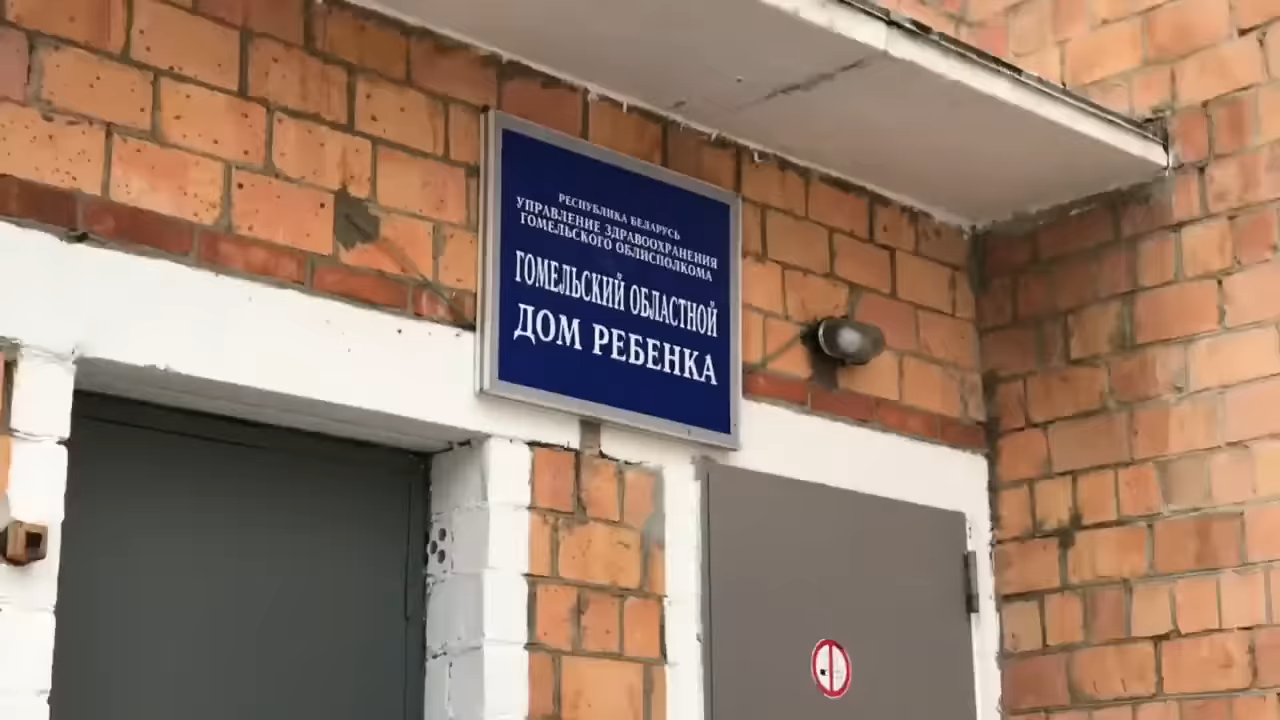 РЕСПУБЛИКА БЕЛАРУСЬ
УПРАВЛЕНИЕ ЗДРАВООХРАНЕНИЯ
ГОМЕЛЬСКОГО ОБЛИСПОЛКОМА
ГОМЕЛЬСКИЙ ОБЛАСТНОЙ
ДОМ РЕБЕНКА